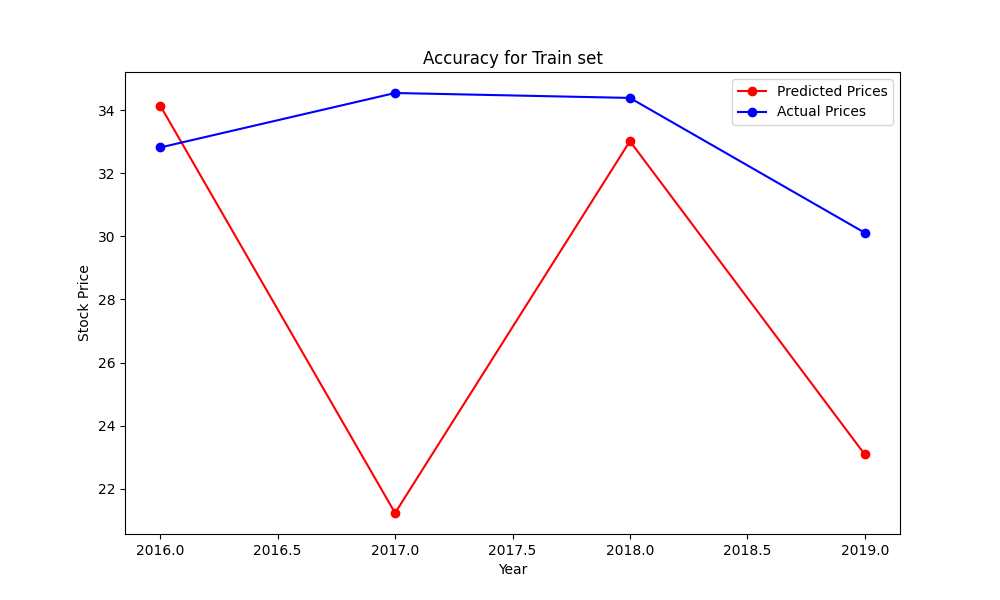 Accuracy for Train set
Predicted Prices
Actual Prices
34
32
30
28
26
24
22
Stock Price
2016.0 2016.5 2017.0 2017.5 2018.0 2018.5 2019.0
Year